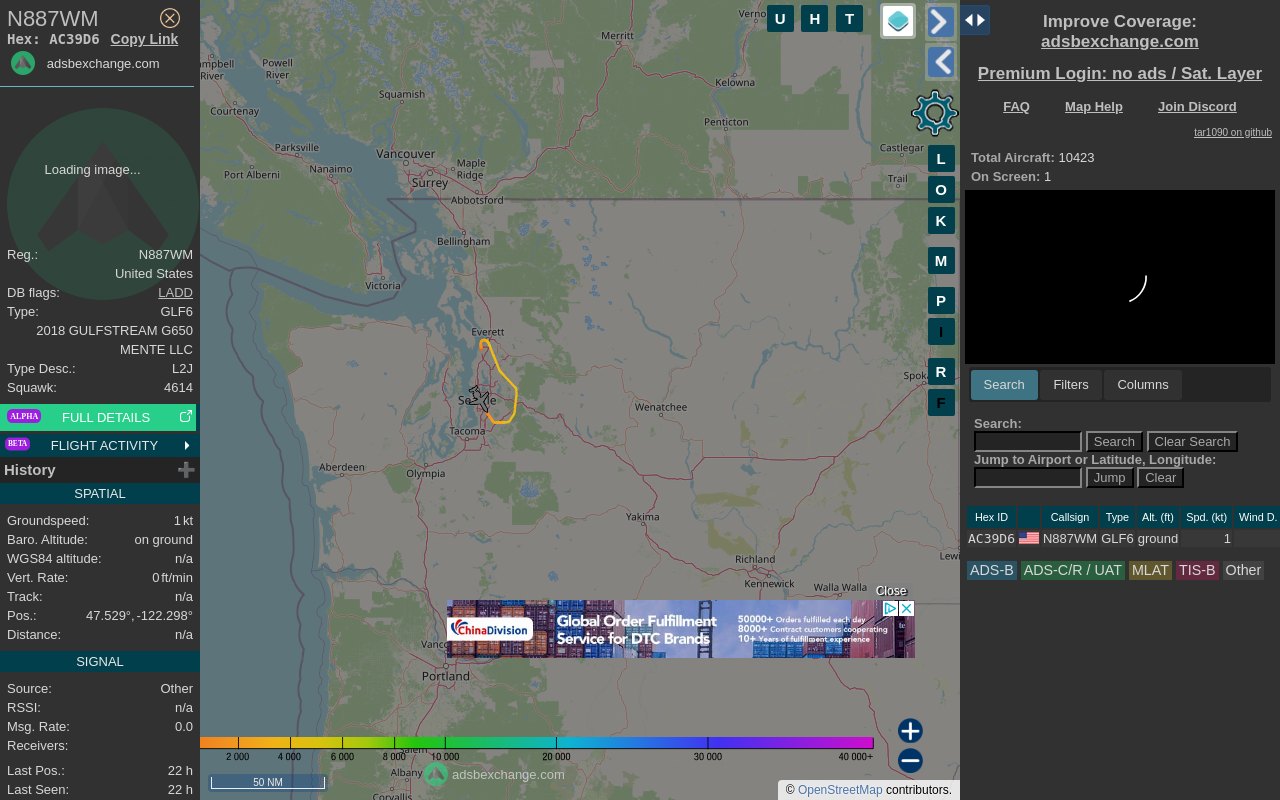 N887WM
Hex: AC39D6 Copy Link
adsbexchange.com
Loading image...
Reg.: N887WM
United States
DB flags: LADD
Type: GLF6
2018 GULFSTREAM G650
MENTE LLC
Type Desc.: L2J
Squawk: 4614
ALPHA FULL DETAILS
BETA FLIGHT ACTIVITY
History
SPATIAL
Groundspeed: 1 kt
Baro. Altitude: on ground
WGS84 altitude: n/a
Vert. Rate: 0 ft/min
Track: n/a
Pos.: 47.529°, -122.298°
Distance: n/a
SIGNAL
Source: Other
RSSI: n/a
Msg. Rate: 0.0
Receivers:
Last Pos.: 22 h
Last Seen: 22 h
Merritt
Powell
River
River
Squamish
Kelowna
Courtenay
Penticton
Parksville
Vancouver
Castlegar
Nanaimo
Maple
Ridge
Port Alberni
Surrey
Trail
Abbotsford
Bellingham
Victoria
Everett
Wenatchee
Tacoma
Aberdeen
Olympia
Yakima
Richland
Kennewick
Walla Walla
Portland
Albany
Corvallis
U H T
L
O
K
M
P
I
R
F
Close
ChinaDivision
Global Order Fulfillment
Service for DTC Brands
50000+ Orders fulfilled each day
8000+ Contract customers cooperating
10+ Years of fulfillment experience
2 000 4 000 6 000 8 000 10 000 20 000 30 000 40 000+
adsbexchange.com
50 NM
© OpenStreetMap contributors.
Improve Coverage:
adsbexchange.com
Premium Login: no ads / Sat. Layer
FAQ Map Help Join Discord
tar1090 on github
Total Aircraft: 10423
On Screen: 1
Search Filters Columns
Search:
Search Clear Search
Jump to Airport or Latitude, Longitude:
Jump Clear
Hex ID Callsign Type Alt. (ft) Spd. (kt) Wind D.
AC39D6 N887WM GLF6 ground 1
ADS-B ADS-C/R / UAT MLAT TIS-B Other